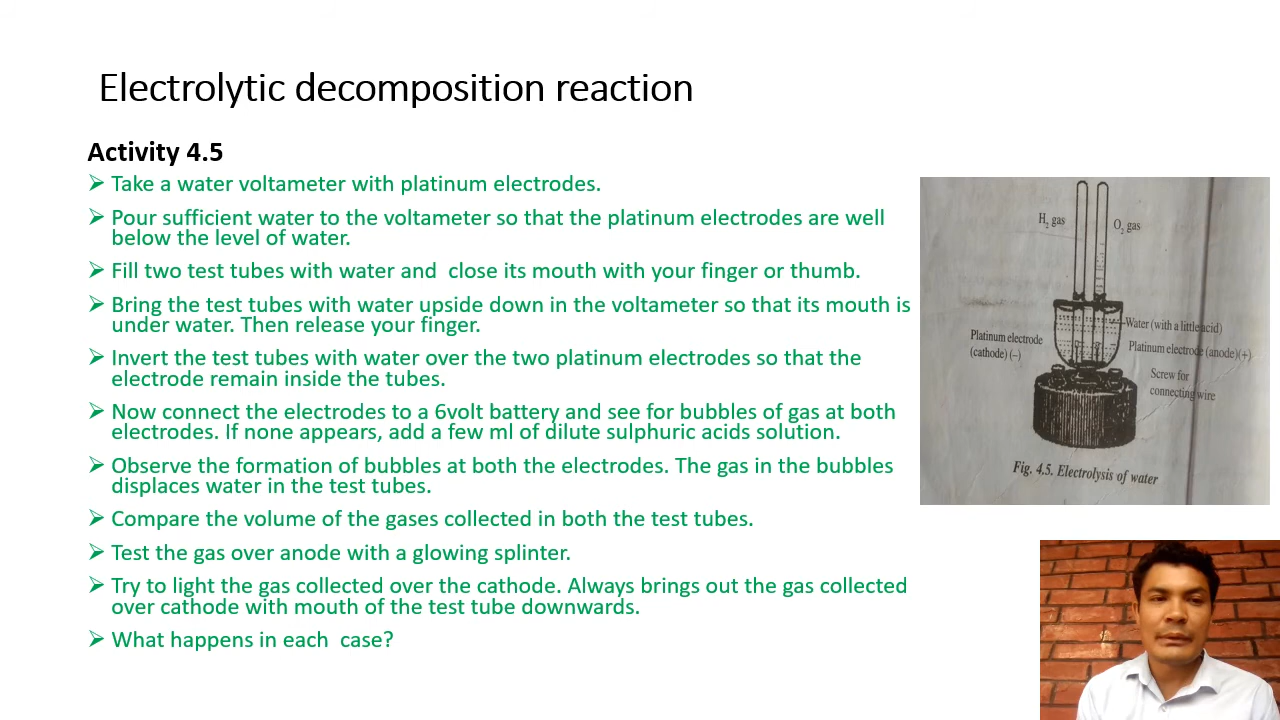 Electrolytic decomposition reaction
Activity 4.5
➢ Take a water voltameter with platinum electrodes.
➢ Pour sufficient water to the voltameter so that the platinum electrodes are well
below the level of water.
➢ Fill two test tubes with water and  close its mouth with your finger or thumb.
➢ Bring the test tubes with water upside down in the voltameter so that its mouth is
under water. Then release your finger.
➢ Invert the test tubes with water over the two platinum electrodes so that the
electrode remain inside the tubes.
➢ Now connect the electrodes to a 6volt battery and see for bubbles of gas at both
electrodes. If none appears, add a few ml of dilute sulphuric acids solution.
➢ Observe the formation of bubbles at both the electrodes. The gas in the bubbles
displaces water in the test tubes.
➢ Compare the volume of the gases collected in both the test tubes.
➢ Test the gas over anode with a glowing splinter.
➢ Try to light the gas collected over the cathode. Always brings out the gas collected
over cathode with mouth of the test tube downwards.
➢ What happens in each  case?
H₂ gas
O₂ gas
Water (with a little acid)
Platinum electrode
(cathode) (–)
Platinum electrode (anode)(+)
Screw for
connecting wire
Fig. 4.5. Electrolysis of water